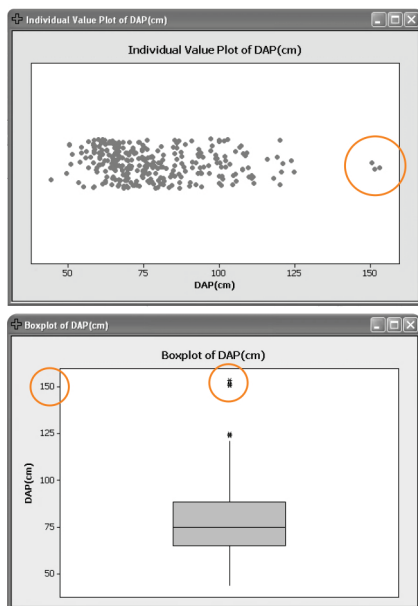 Individual Value Plot of DAP(cm)
Individual Value Plot of DAP(cm)
50 75 100 125 150
DAP(cm)
Boxplot of DAP(cm)
Boxplot of DAP(cm)
150
125
100
75
50
DAP(cm)